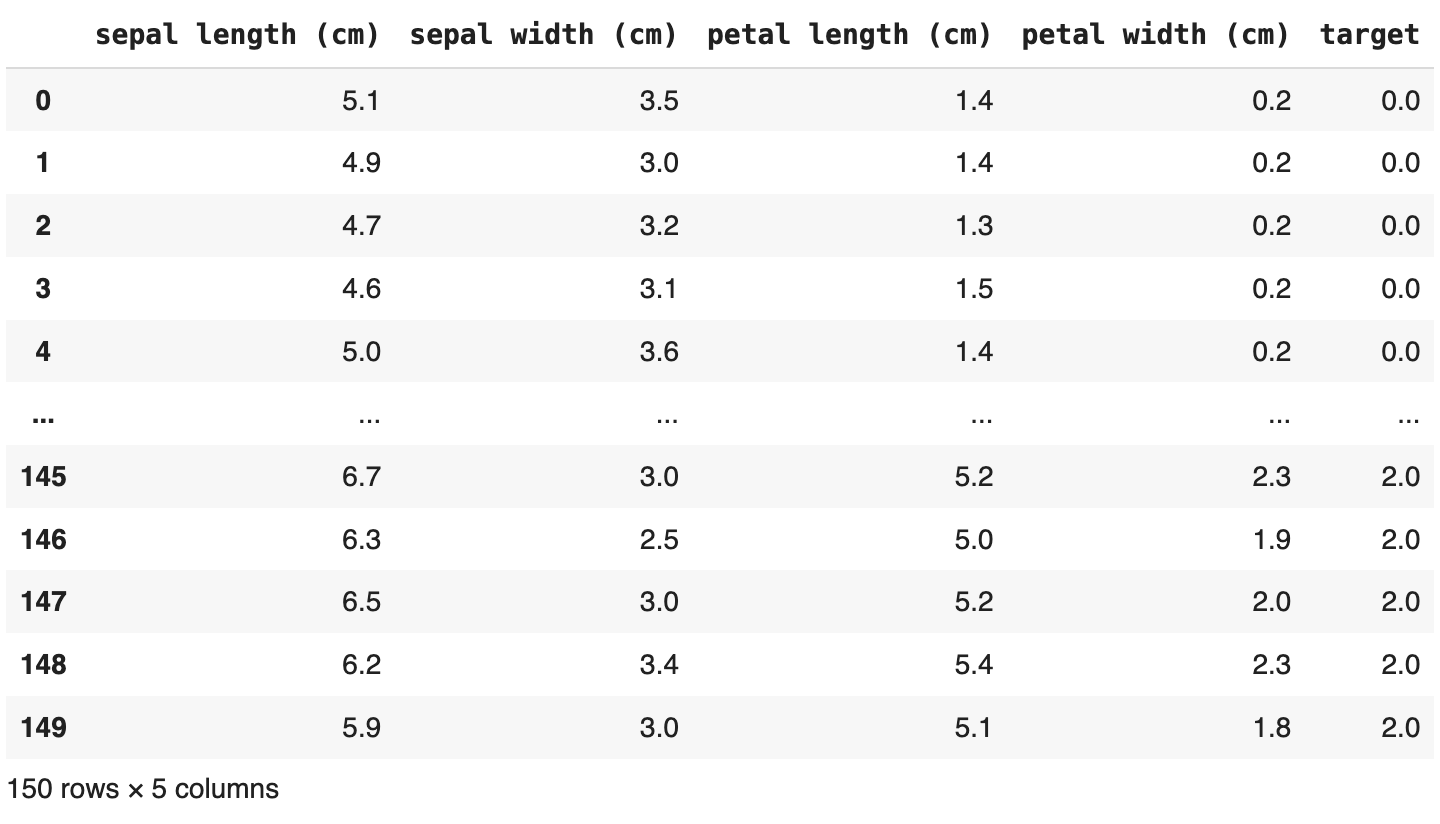 sepal length (cm) sepal width (cm) petal length (cm) petal width (cm) target
0 5.1 3.5 1.4 0.2 0.0
1 4.9 3.0 1.4 0.2 0.0
2 4.7 3.2 1.3 0.2 0.0
3 4.6 3.1 1.5 0.2 0.0
4 5.0 3.6 1.4 0.2 0.0
... ... ... ... ... ...
145 6.7 3.0 5.2 2.3 2.0
146 6.3 2.5 5.0 1.9 2.0
147 6.5 3.0 5.2 2.0 2.0
148 6.2 3.4 5.4 2.3 2.0
149 5.9 3.0 5.1 1.8 2.0
150 rows × 5 columns